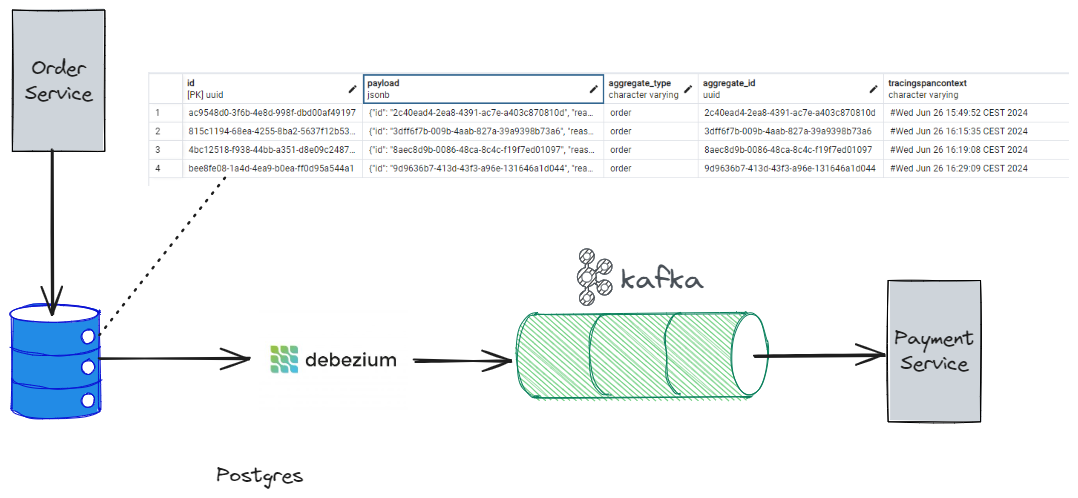 Order
Service
id payload aggregate_type aggregate_id tracingspancontext
[PK] uuid jsonb character varying uuid character varying
1 ac9548d0-3f6b-4e8d-998f-dbd00af49197 {"id": "2c40ead4-2ea8-4391-ac7e-a403c870810d", "rea... order 2c40ead4-2ea8-4391-ac7e-a403c870810d #Wed Jun 26 15:49:52 CEST 2024
2 815c1194-68ea-4255-8ba2-5637f12b53... {"id": "3dff6f7b-009b-4aab-827a-39a9398b73a6", "reas... order 3dff6f7b-009b-4aab-827a-39a9398b73a6 #Wed Jun 26 16:15:35 CEST 2024
3 4bc12518-f938-44bb-a351-d8e09c2487... {"id": "8aec8d9b-0086-48ca-8c4c-f19f7ed01097", "reas... order 8aec8d9b-0086-48ca-8c4c-f19f7ed01097 #Wed Jun 26 16:19:08 CEST 2024
4 bee8fe08-1a4d-4ea9-b0ea-ff0d95a544a1 {"id": "9d9636b7-413d-43f3-a96e-131646a1d044", "rea... order 9d9636b7-413d-43f3-a96e-131646a1d044 #Wed Jun 26 16:29:09 CEST 2024
kafka
debezium
Payment
Service
Postgres